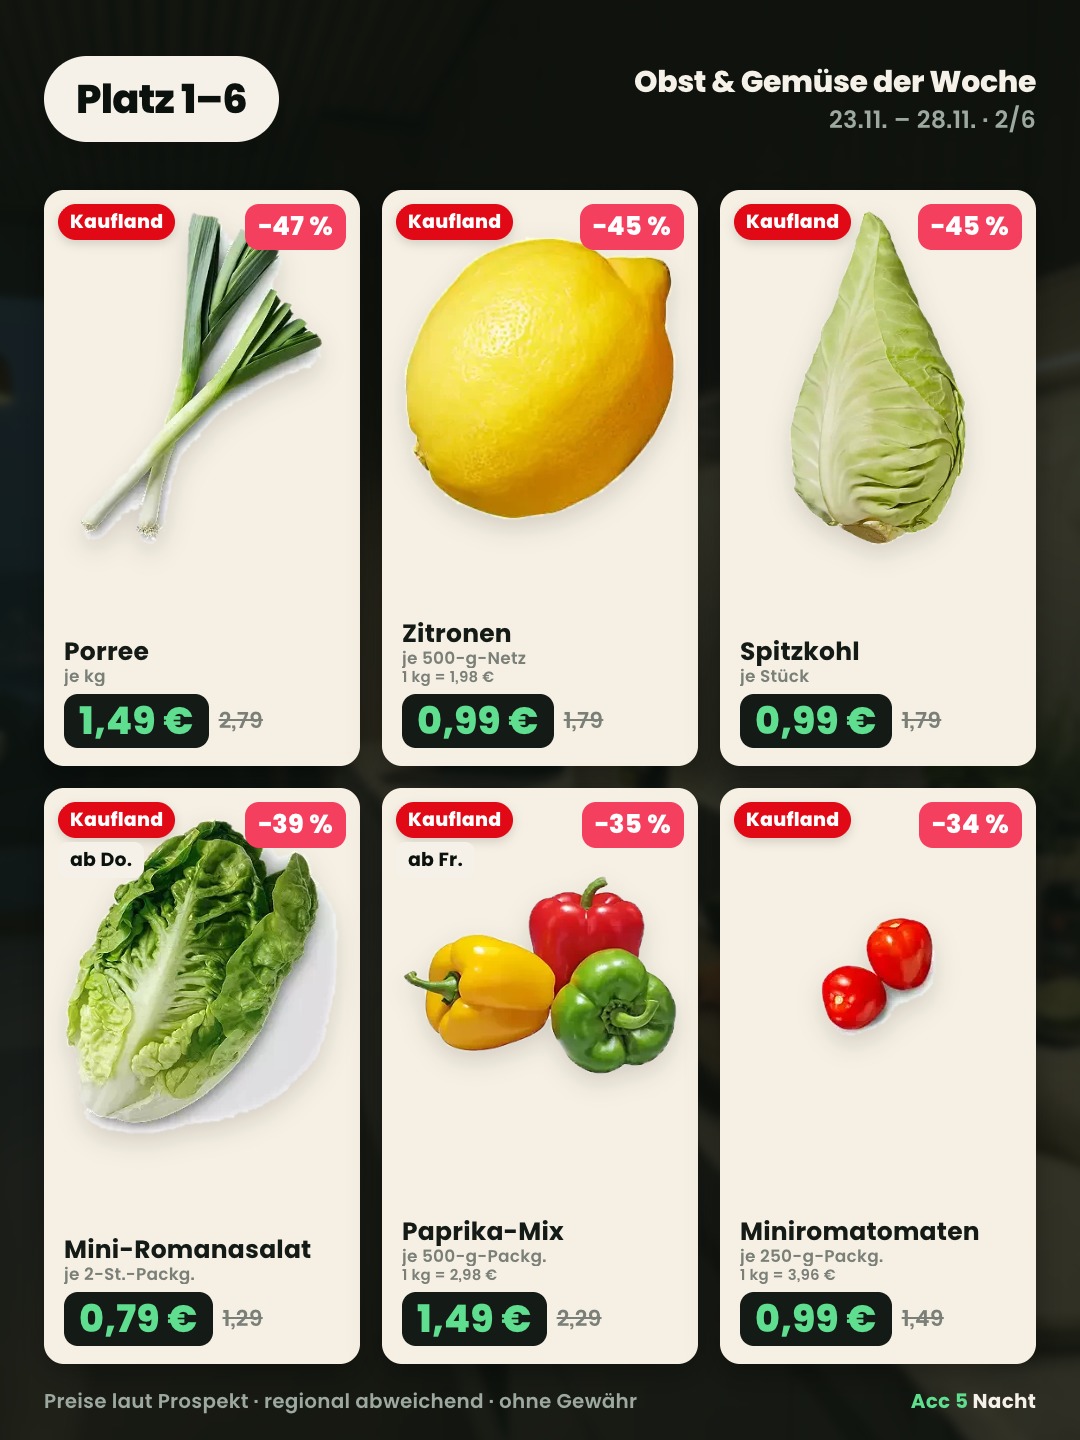 Platz 1–6
Obst & Gemüse der Woche
23.11. – 28.11. · 2/6
Kaufland
-47 %
Porree
je kg
1,49 €
2,79
Kaufland
-45 %
Zitronen
je 500-g-Netz
1 kg = 1,98 €
0,99 €
1,79
Kaufland
-45 %
Spitzkohl
je Stück
0,99 €
1,79
Kaufland
-39 %
ab Do.
Mini-Romanasalat
je 2-St.-Packg.
0,79 €
1,29
Kaufland
-35 %
ab Fr.
Paprika-Mix
je 500-g-Packg.
1 kg = 2,98 €
1,49 €
2,29
Kaufland
-34 %
Miniromatomaten
je 250-g-Packg.
1 kg = 3,96 €
0,99 €
1,49
Preise laut Prospekt · regional abweichend · ohne Gewähr
Acc 5 Nacht